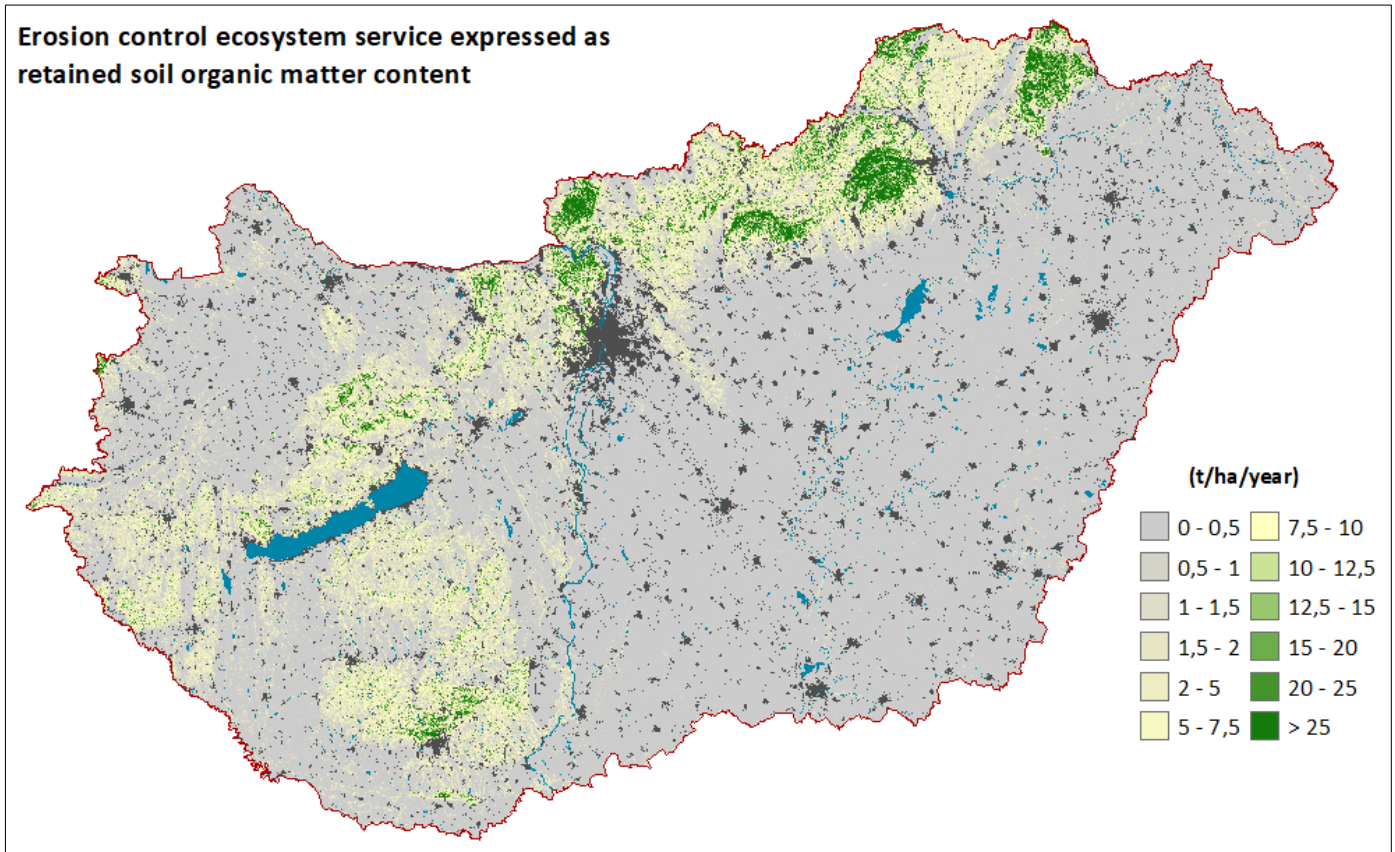 Erosion control ecosystem service expressed as
retained soil organic matter content
(t/ha/year)
0 - 0,5
0,5 - 1
1 - 1,5
1,5 - 2
2 - 5
5 - 7,5
7,5 - 10
10 - 12,5
12,5 - 15
15 - 20
20 - 25
> 25